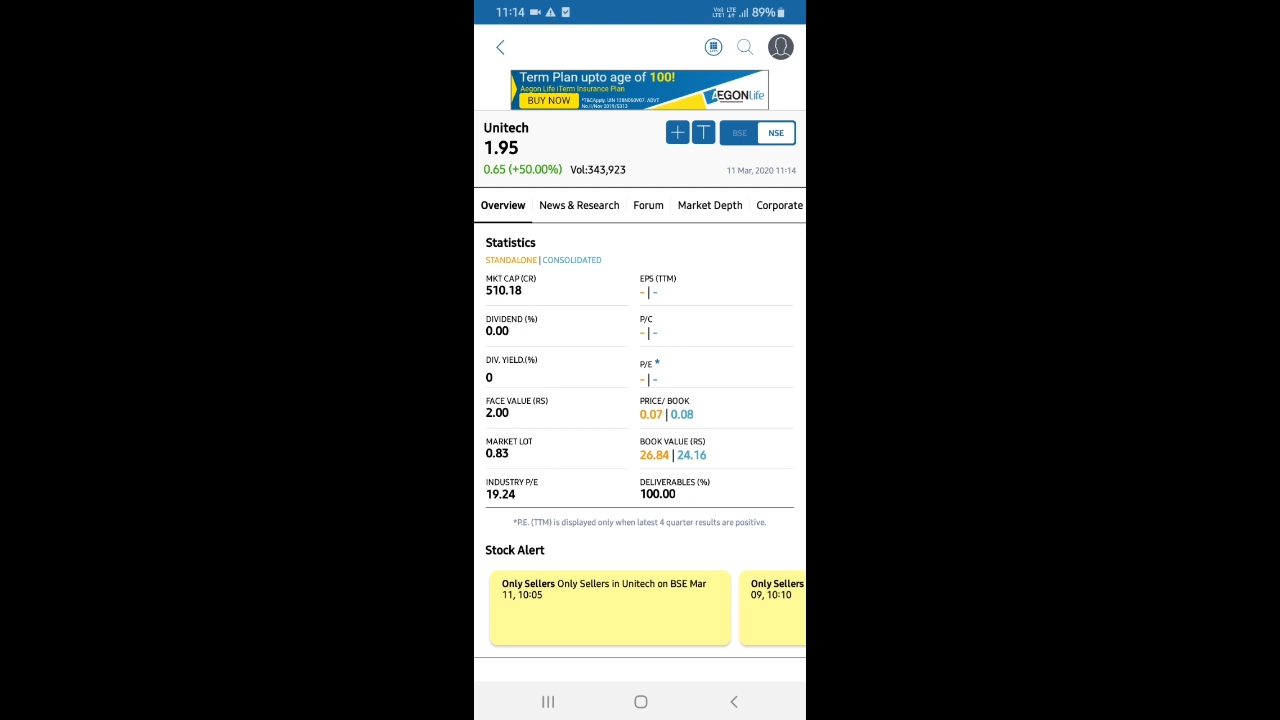 11:14
89%
Term Plan upto age of 100!
Aegon Life iTerm Insurance Plan
BUY NOW
AEGONLife
Unitech
BSE NSE
1.95
0.65 (+50.00%) Vol:343,923
11 Mar, 2020 11:14
Overview News & Research Forum Market Depth Corporate
Statistics
STANDALONE | CONSOLIDATED
MKT CAP (CR) EPS (TTM)
510.18 - | -
DIVIDEND (%) P/C
0.00 - | -
DIV. YIELD.(%) P/E *
0 - | -
FACE VALUE (RS) PRICE/ BOOK
2.00 0.07 | 0.08
MARKET LOT BOOK VALUE (RS)
0.83 26.84 | 24.16
INDUSTRY P/E DELIVERABLES (%)
19.24 100.00
*P.E. (TTM) is displayed only when latest 4 quarter results are positive.
Stock Alert
Only Sellers Only Sellers in Unitech on BSE Mar
11, 10:05
Only Sellers
09, 10:10